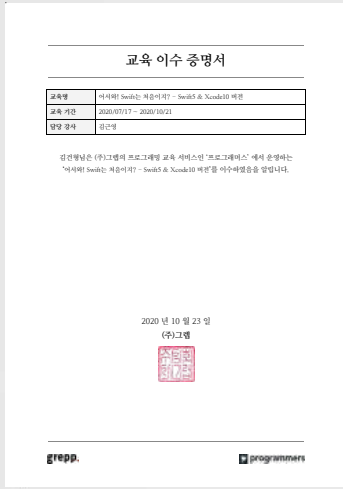 교육 이수 증명서
교육명 어서와! Swift는 처음이지? - Swift5 & Xcode10 버전
교육 기간 2020/07/17 ~ 2020/10/21
담당 강사 김근영
김건형님은 (주)그렙의 프로그래밍 교육 서비스인 '프로그래머스' 에서 운영하는
'어서와! Swift는 처음이지? - Swift5 & Xcode10 버전'를 이수하였음을 알립니다.
2020 년 10 월 23 일
(주)그렙
grepp.
programmers